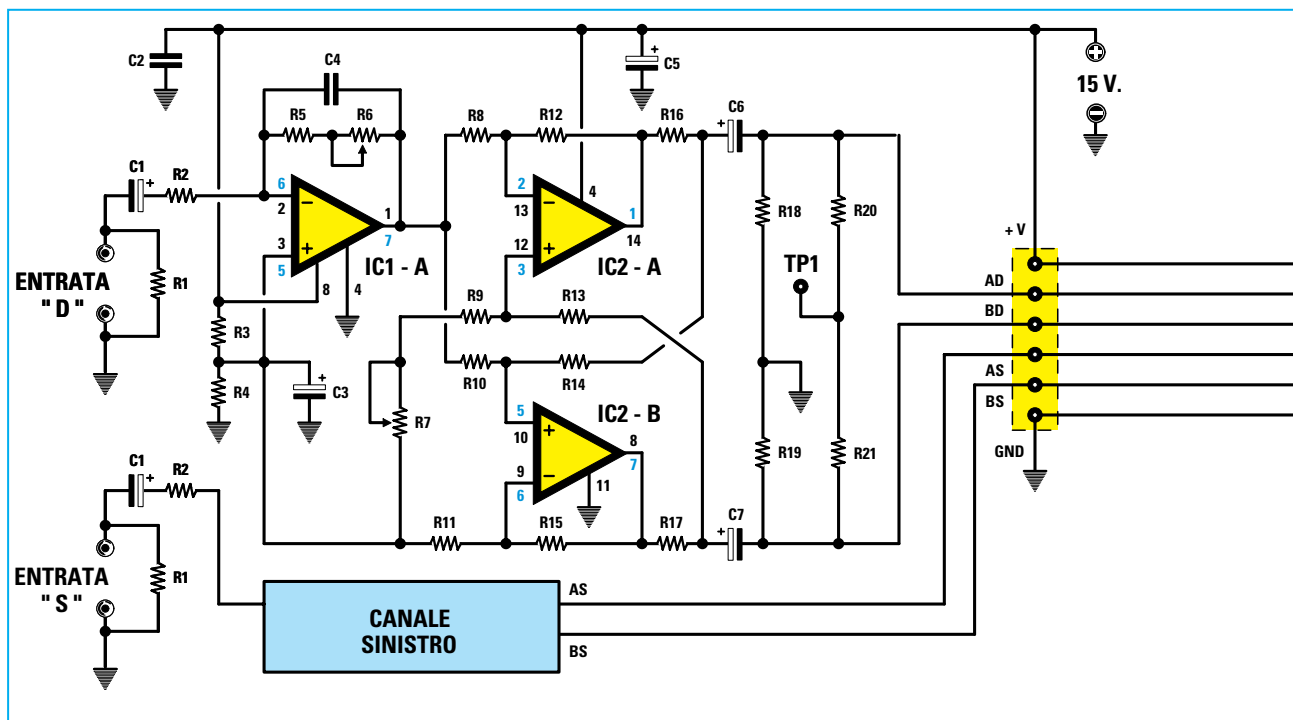 C2
C4
C5
15 V.
R5
R6
R8
R12
R16
C6
C1
+
R2
6
2
−
3
+
5
1
7
8
4
IC1 - A
2
13
−
12
+
3
4
1
14
IC2 - A
R18
R20
TP1
+ V
ENTRATA
" D "
R1
R3
R4
+
C3
R9
R13
R10
R14
R7
IC2 - B
5
+
10
9
−
6
8
7
11
R19
R21
AD
BD
AS
BS
GND
R11
R15
R17
+
C7
C1
+
R2
ENTRATA
" S "
R1
CANALE
SINISTRO
AS
BS